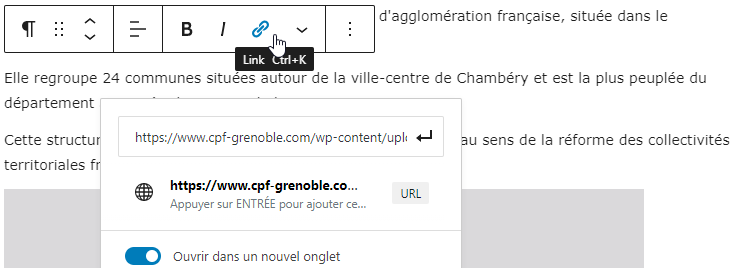 d'agglomération française, située dans le
B I
Link Ctrl+K
Elle regroupe 24 communes situées autour de la ville-centre de Chambéry et est la plus peuplée du
département
https://www.cpf-grenoble.com/wp-content/uplo
Cette structur au sens de la réforme des collectivités
territoriales fr
https://www.cpf-grenoble.co... URL
Appuyer sur ENTRÉE pour ajouter ce...
Ouvrir dans un nouvel onglet